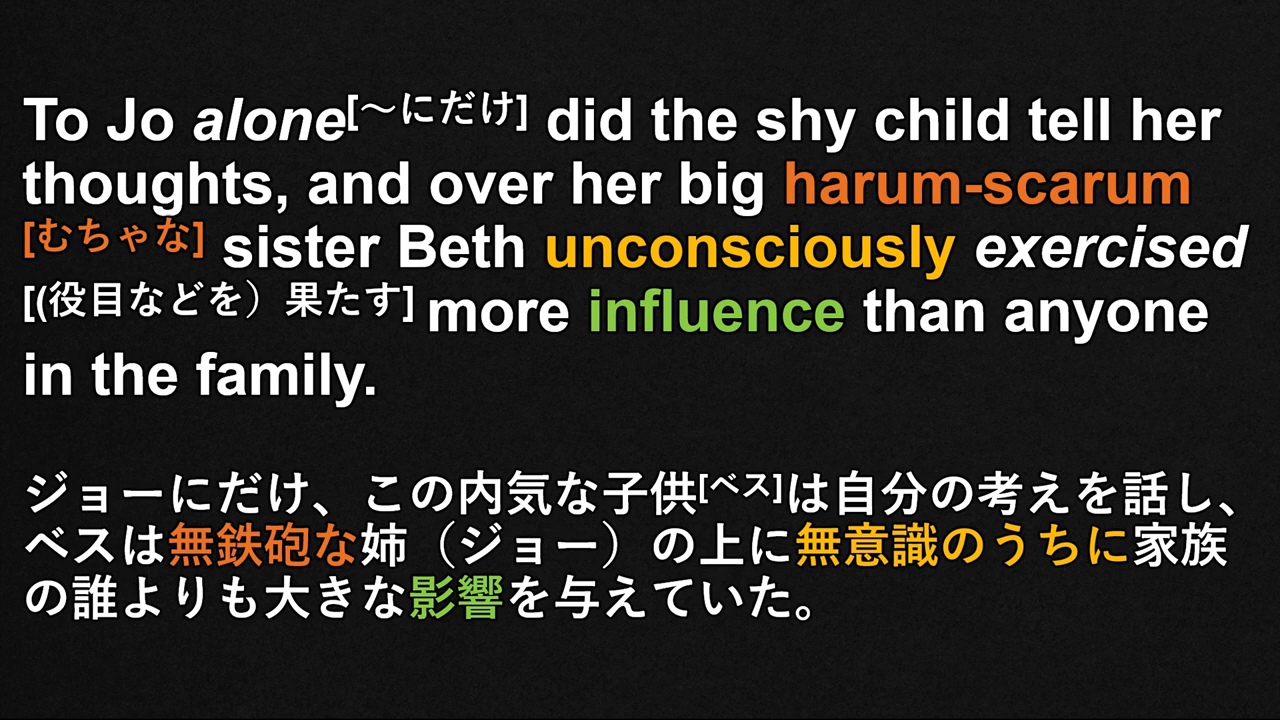 To Jo alone[～にだけ] did the shy child tell her
thoughts, and over her big harum-scarum
[むちゃな] sister Beth unconsciously exercised
[(役目などを）果たす] more influence than anyone
in the family.
ジョーにだけ、この内気な子供[ベス]は自分の考えを話し、
ベスは無鉄砲な姉（ジョー）の上に無意識のうちに家族
の誰よりも大きな影響を与えていた。